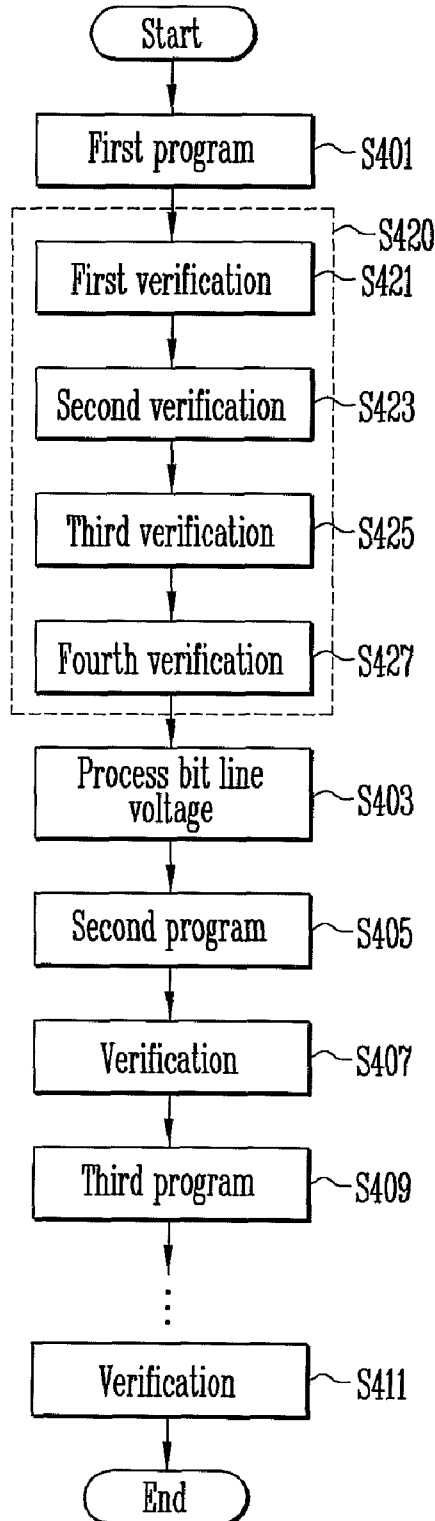 Start
First program
S401
S420
First verification
S421
Second verification
S423
Third verification
S425
Fourth verification
S427
Process bit line
voltage
S403
Second program
S405
Verification
S407
Third program
S409
Verification
S411
End